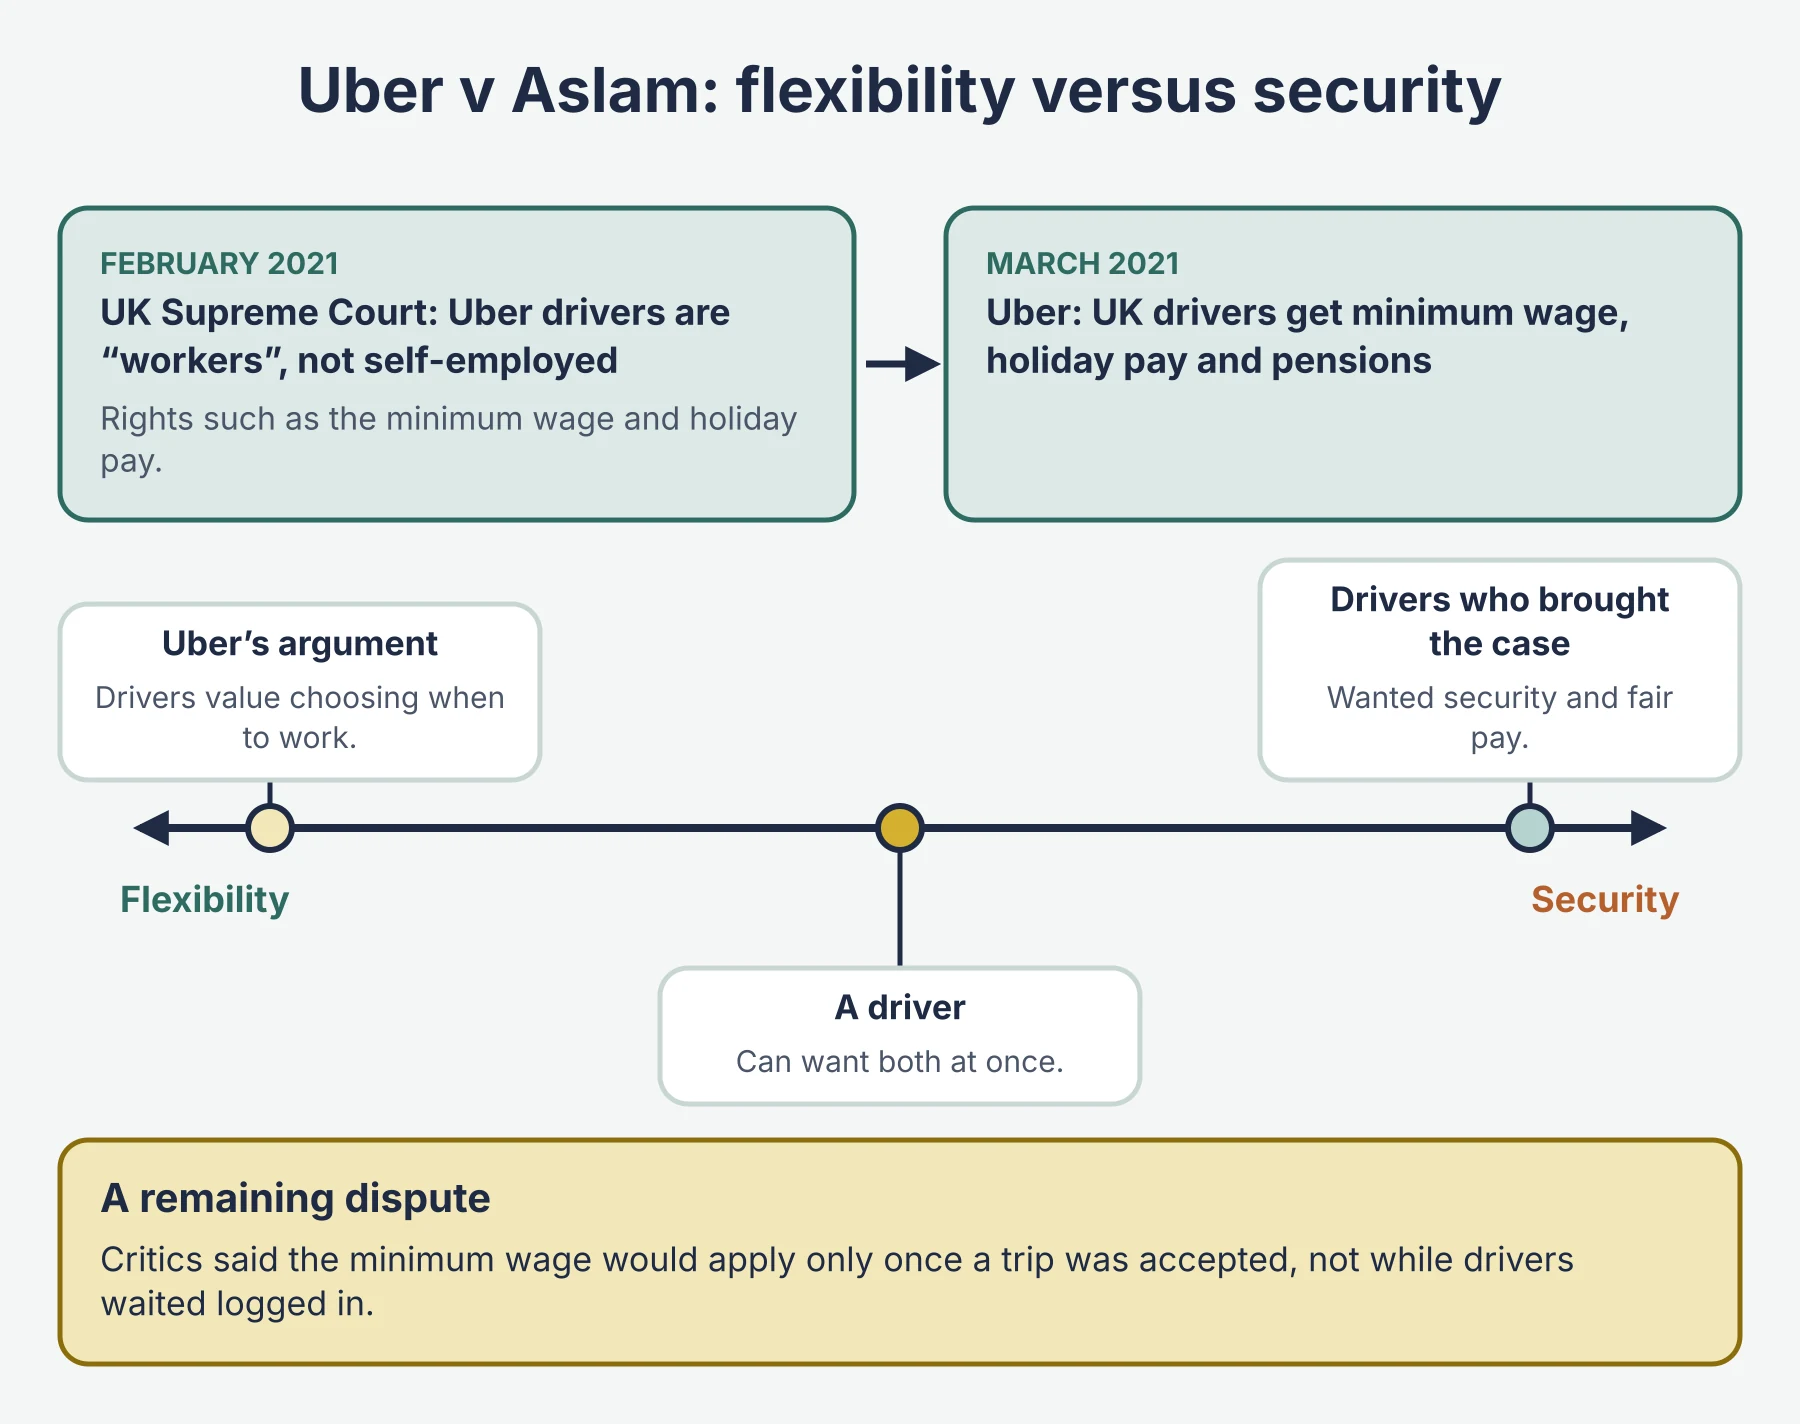 Uber v Aslam: flexibility versus security
FEBRUARY 2021
UK Supreme Court: Uber drivers are
“workers”, not self-employed
Rights such as the minimum wage and holiday
pay.
MARCH 2021
Uber: UK drivers get minimum wage,
holiday pay and pensions
Uber’s argument
Drivers value choosing when
to work.
Drivers who brought
the case
Wanted security and fair
pay.
Flexibility
Security
A driver
Can want both at once.
A remaining dispute
Critics said the minimum wage would apply only once a trip was accepted, not while drivers
waited logged in.